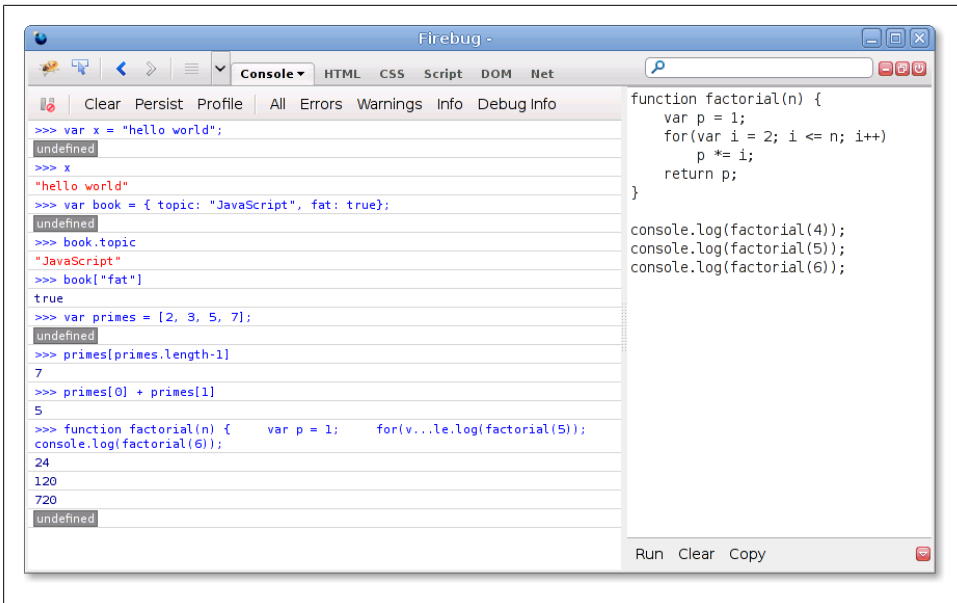 Firebug -
Console HTML CSS Script DOM Net
Clear Persist Profile All Errors Warnings Info Debug Info
>>> var x = "hello world";
undefined
>>> x
"hello world"
>>> var book = { topic: "JavaScript", fat: true};
undefined
>>> book.topic
"JavaScript"
>>> book["fat"]
true
>>> var primes = [2, 3, 5, 7];
undefined
>>> primes[primes.length-1]
7
>>> primes[0] + primes[1]
5
>>> function factorial(n) {     var p = 1;     for(v...le.log(factorial(5));
console.log(factorial(6));
24
120
720
undefined
function factorial(n) {
    var p = 1;
    for(var i = 2; i <= n; i++)
        p *= i;
    return p;
}
console.log(factorial(4));
console.log(factorial(5));
console.log(factorial(6));
Run Clear Copy